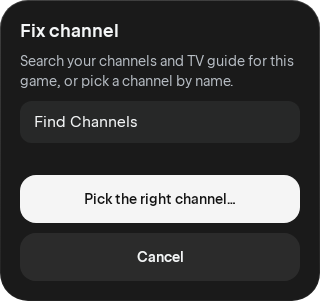 Fix channel
Search your channels and TV guide for this
game, or pick a channel by name.
Find Channels
Pick the right channel...
Cancel